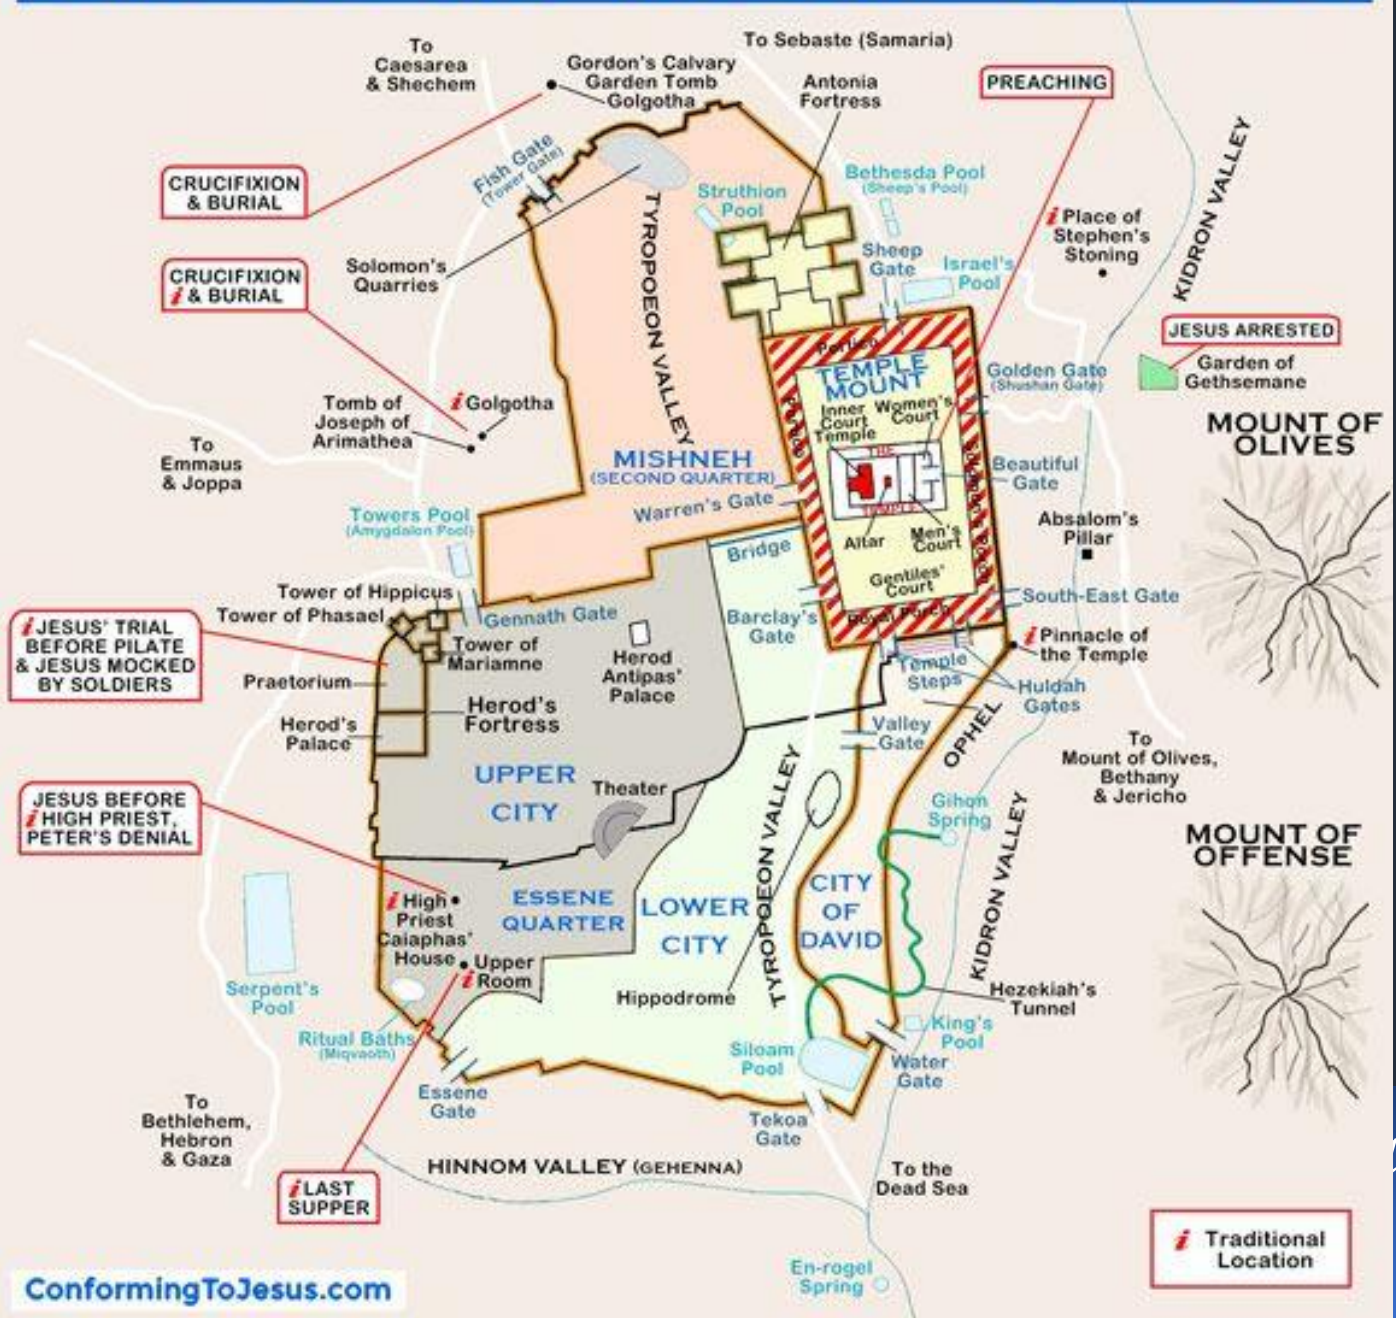 To
Caesarea
& Shechem
Gordon's Calvary
Garden Tomb
Golgotha
To Sebaste (Samaria)
Antonia
Fortress
PREACHING
CRUCIFIXION
& BURIAL
Fish Gate
(Tower Gate)
Struthion
Pool
Bethesda Pool
(Sheep's Pool)
KIDRON VALLEY
i Place of
Stephen's
Stoning
Solomon's
Quarries
TYROPOEON VALLEY
Sheep
Gate
Israel's
Pool
CRUCIFIXION
i & BURIAL
JESUS ARRESTED
Garden of
Gethsemane
Portico
TEMPLE
MOUNT
Golden Gate
(Shushan Gate)
Tomb of
Joseph of
Arimathea
i Golgotha
Inner
Court
Temple
Women's
Court
Portico
MOUNT OF
OLIVES
To
Emmaus
& Joppa
MISHNEH
(SECOND QUARTER)
Warren's Gate
THE
TEMPLE
Beautiful
Gate
Altar
Men's
Court
Gentiles'
Court
Absalom's
Pillar
Towers Pool
(Amygdalon Pool)
Bridge
Barclay's
Gate
Royal Porch
South-East Gate
Tower of Hippicus
Tower of Phasael
Gennath Gate
Tower of
Mariamne
Herod
Antipas'
Palace
i JESUS' TRIAL
BEFORE PILATE
& JESUS MOCKED
BY SOLDIERS
Praetorium
Herod's
Palace
Herod's
Fortress
Temple
Steps
i Pinnacle of
the Temple
Huldah
Gates
Valley
Gate
OPHEL
To
Mount of Olives,
Bethany
& Jericho
UPPER
CITY
Theater
TYROPOEON VALLEY
Gihon
Spring
KIDRON VALLEY
MOUNT OF
OFFENSE
JESUS BEFORE
i HIGH PRIEST,
PETER'S DENIAL
i High
Priest
Caiaphas'
House
ESSENE
QUARTER
LOWER
CITY
CITY
OF
DAVID
Upper
i Room
Hippodrome
Hezekiah's
Tunnel
Serpent's
Pool
Ritual Baths
(Miqvaoth)
Siloam
Pool
King's
Pool
Water
Gate
Essene
Gate
Tekoa
Gate
To
Bethlehem,
Hebron
& Gaza
HINNOM VALLEY (GEHENNA)
To the
Dead Sea
i LAST
SUPPER
i Traditional
Location
En-rogel
Spring
ConformingToJesus.com